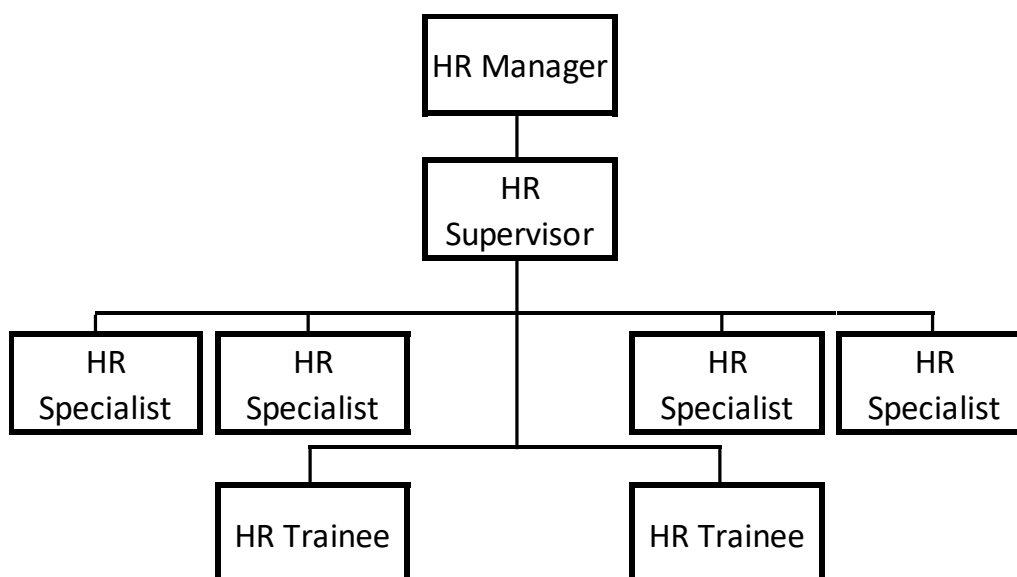 HR Manager
HR
Supervisor
HR
Specialist
HR
Specialist
HR
Specialist
HR
Specialist
HR Trainee
HR Trainee